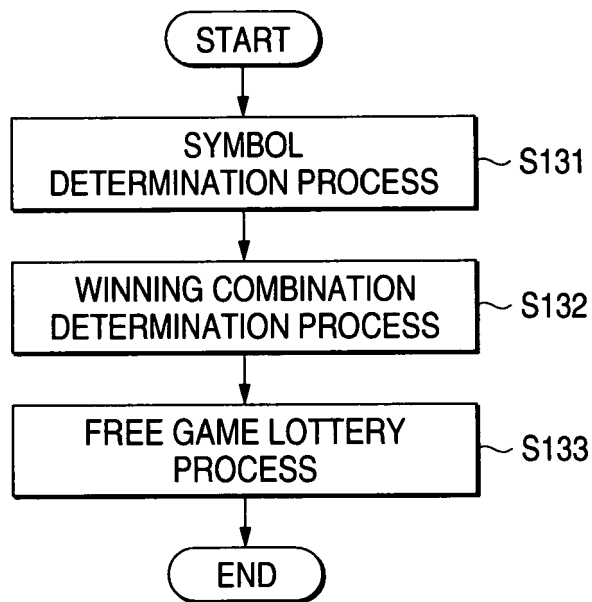 START
SYMBOL
DETERMINATION PROCESS
S131
WINNING COMBINATION
DETERMINATION PROCESS
S132
FREE GAME LOTTERY
PROCESS
S133
END